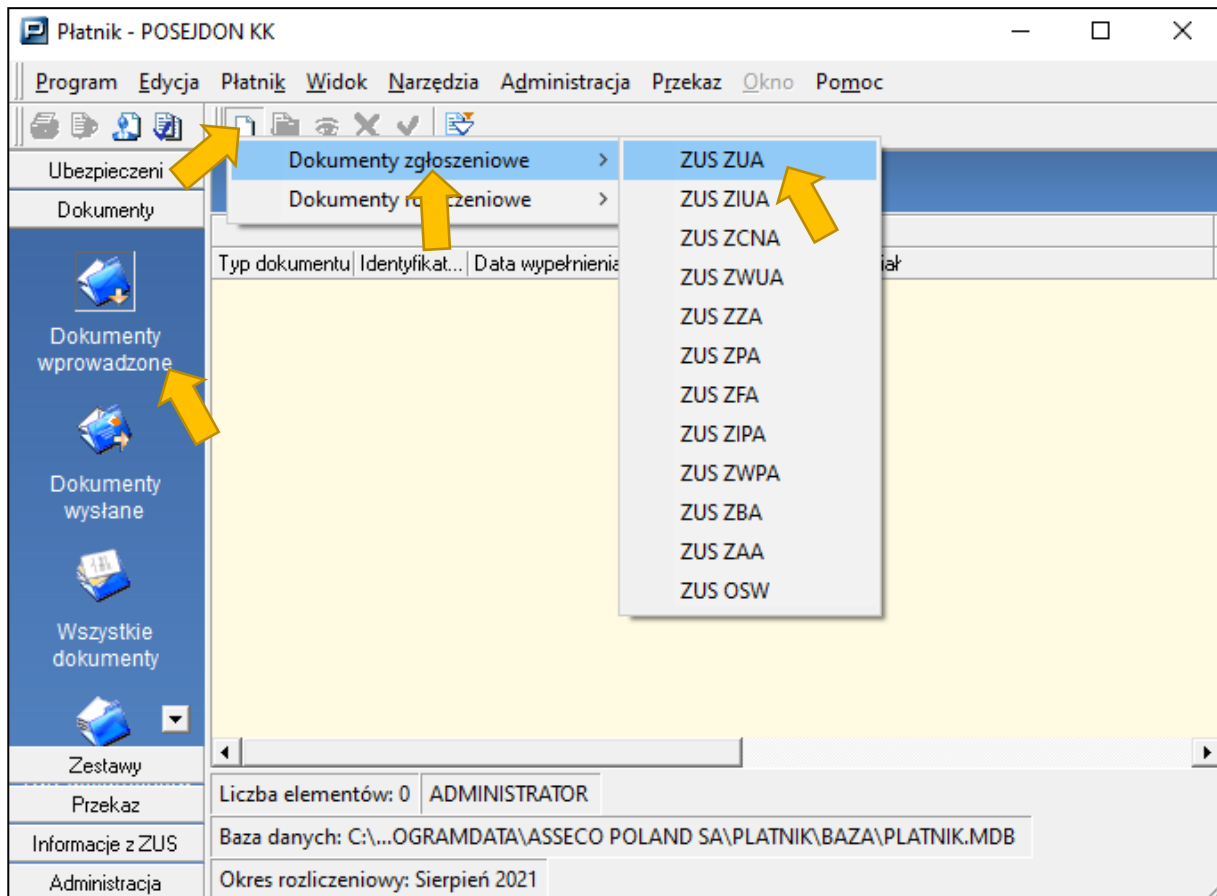 Płatnik - POSEJDON KK
Program Edycja Płatnik Widok Narzędzia Administracja Przekaz Okno Pomoc
Ubezpieczeni
Dokumenty
Dokumenty wprowadzone
Dokumenty wysłane
Wszystkie dokumenty
Zestawy
Przekaz
Informacje z ZUS
Administracja
Dokumenty zgłoszeniowe
Dokumenty
ZUS ZUA
ZUS ZIUA
ZUS ZCNA
ZUS ZWUA
ZUS ZZA
ZUS ZPA
ZUS ZFA
ZUS ZIPA
ZUS ZWPA
ZUS ZBA
ZUS ZAA
ZUS OSW
Typ dokumentu Identyfikat... Data wypełnienia
Liczba elementów: 0 ADMINISTRATOR
Baza danych: C:\...OGRAMDATA\ASSECO POLAND SA\PLATNIK\BAZA\PLATNIK.MDB
Okres rozliczeniowy: Sierpień 2021